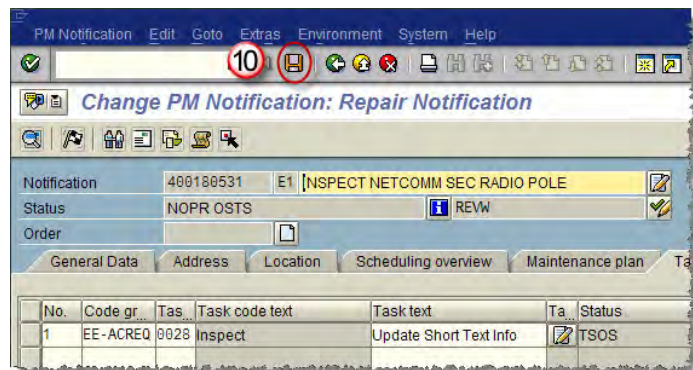 PM Notification Edit Goto Extras Environment System Help
10
Change PM Notification: Repair Notification
Notification 400180531 E1 NSPECT NETCOMM SEC RADIO POLE
Status NOPR OSTS REVW
Order
General Data Address Location Scheduling overview Maintenance plan Ta
No. Code gr... Tas... Task code text Task text Ta... Status
1 EE-ACREQ 0028 Inspect Update Short Text Info TSOS